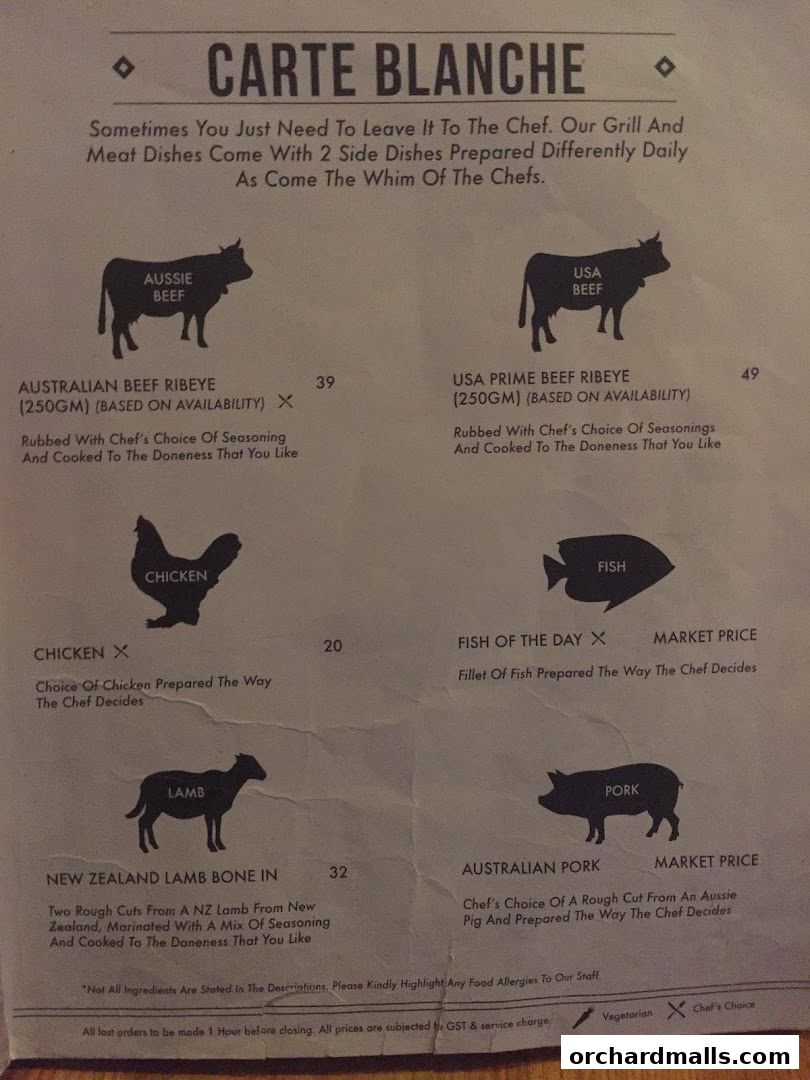 CARTE BLANCHE
Sometimes You Just Need To Leave It To The Chef. Our Grill And
Meat Dishes Come With 2 Side Dishes Prepared Differently Daily
As Come The Whim Of The Chefs.
AUSSIE
BEEF
AUSTRALIAN BEEF RIBEYE 39
(250GM) (BASED ON AVAILABILITY)
Rubbed With Chef's Choice Of Seasoning
And Cooked To The Doneness That You Like
USA
BEEF
USA PRIME BEEF RIBEYE 49
(250GM) (BASED ON AVAILABILITY)
Rubbed With Chef's Choice Of Seasonings
And Cooked To The Doneness That You Like
CHICKEN
CHICKEN 20
Choice Of Chicken Prepared The Way
The Chef Decides
FISH
FISH OF THE DAY MARKET PRICE
Fillet Of Fish Prepared The Way The Chef Decides
LAMB
NEW ZEALAND LAMB BONE IN 32
Two Rough Cuts From A NZ Lamb From New
Zealand, Marinated With A Mix Of Seasoning
And Cooked To The Doneness That You Like
PORK
AUSTRALIAN PORK MARKET PRICE
Chef's Choice Of A Rough Cut From An Aussie
Pig And Prepared The Way The Chef Decides
*Not All Ingredients Are Stated In The Descriptions. Please Kindly Highlight Any Food Allergies To Our Staff.
All last orders to be made 1 Hour before closing. All prices are subjected to GST & service charge. Vegetarian Chef's Choice
orchardmalls.com